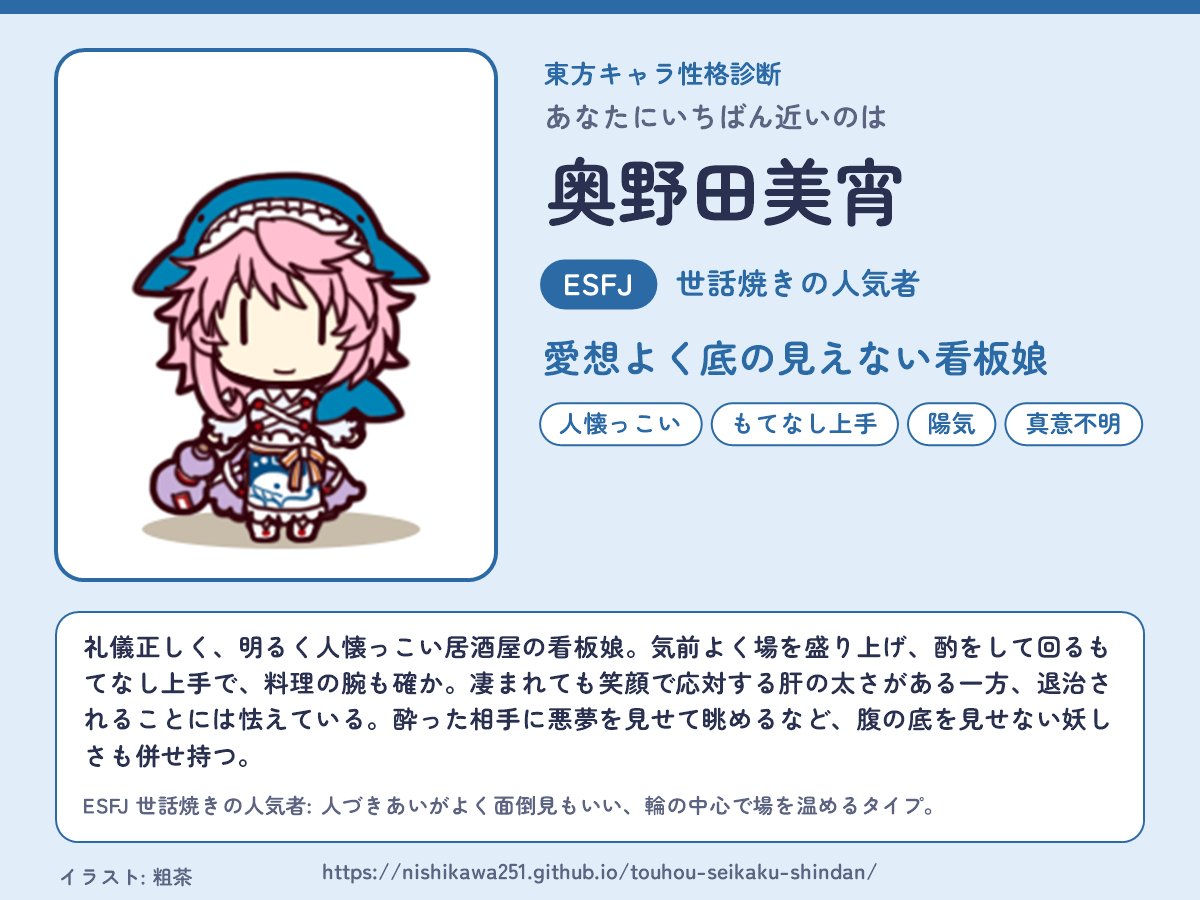 東方キャラ性格診断
あなたにいちばん近いのは
奥野田美宵
ESFJ 世話焼きの人気者
愛想よく底の見えない看板娘
人懐っこい もてなし上手 陽気 真意不明
礼儀正しく、明るく人懐っこい居酒屋の看板娘。気前よく場を盛り上げ、酌をして回るも
てなし上手で、料理の腕も確か。凄まれても笑顔で応対する肝の太さがある一方、退治さ
れることには怯えている。酔った相手に悪夢を見せて眺めるなど、腹の底を見せない妖し
さも併せ持つ。
ESFJ 世話焼きの人気者: 人づきあいがよく面倒見もいい、輪の中心で場を温めるタイプ。
イラスト: 粗茶 https://nishikawa251.github.io/touhou-seikaku-shindan/